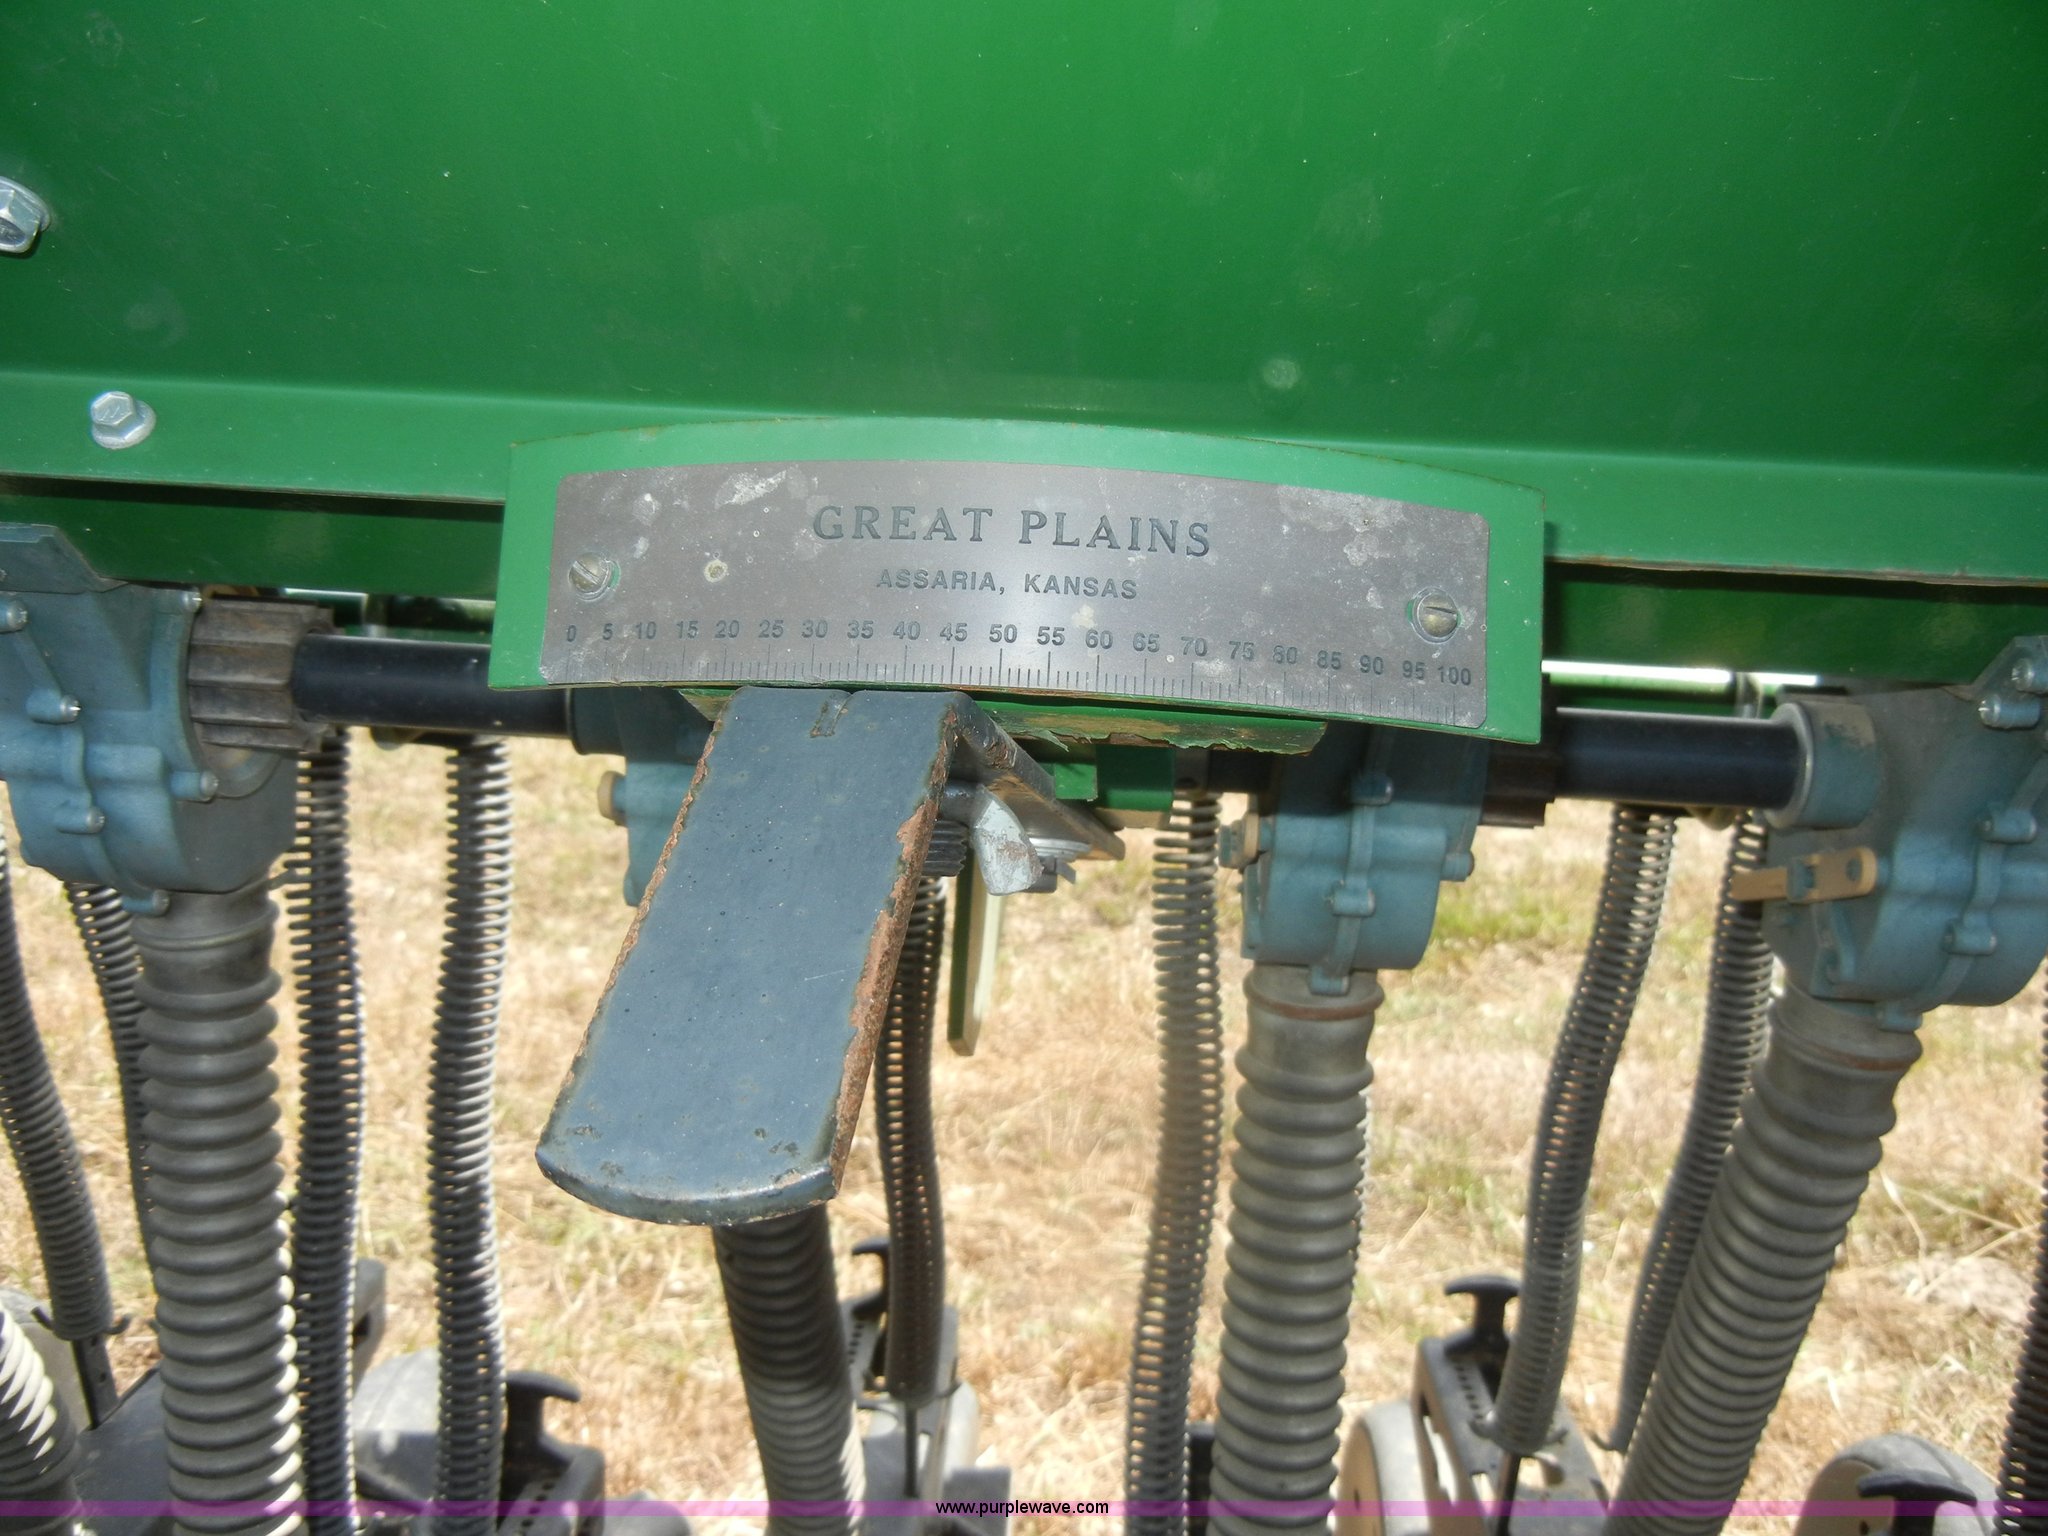 GREAT PLAINS
ASSARIA, KANSAS
0 5 10 15 20 25 30 35 40 45 50 55 60 65 70 75 80 85 90 95 100
www.purplewave.com